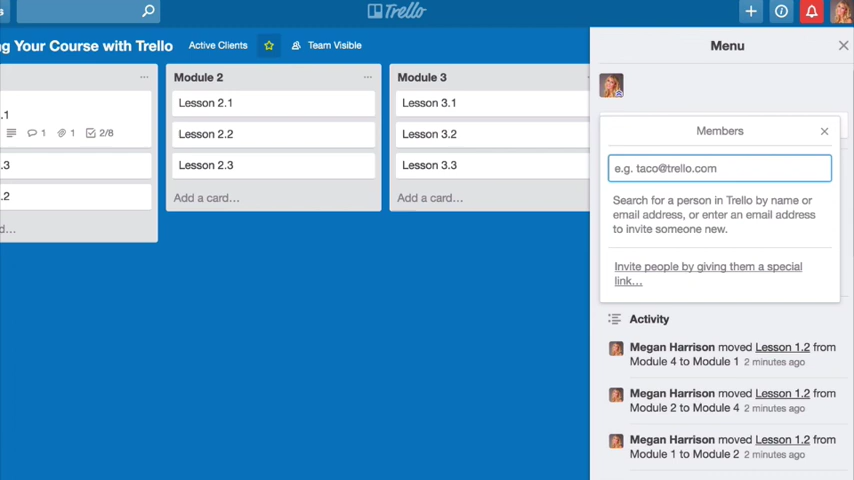 s
Trello
ng Your Course with Trello
Active Clients
Team Visible
.1
1
1
2/8
.3
.2
d…
Module 2
Lesson 2.1
Lesson 2.2
Lesson 2.3
Add a card…
Module 3
Lesson 3.1
Lesson 3.2
Lesson 3.3
Add a card…
Menu
Members
e.g. taco@trello.com
Search for a person in Trello by name or
email address, or enter an email address
to invite someone new.
Invite people by giving them a special
link…
Activity
Megan Harrison moved Lesson 1.2 from
Module 4 to Module 1 2 minutes ago
Megan Harrison moved Lesson 1.2 from
Module 2 to Module 4 2 minutes ago
Megan Harrison moved Lesson 1.2 from
Module 1 to Module 2 2 minutes ago